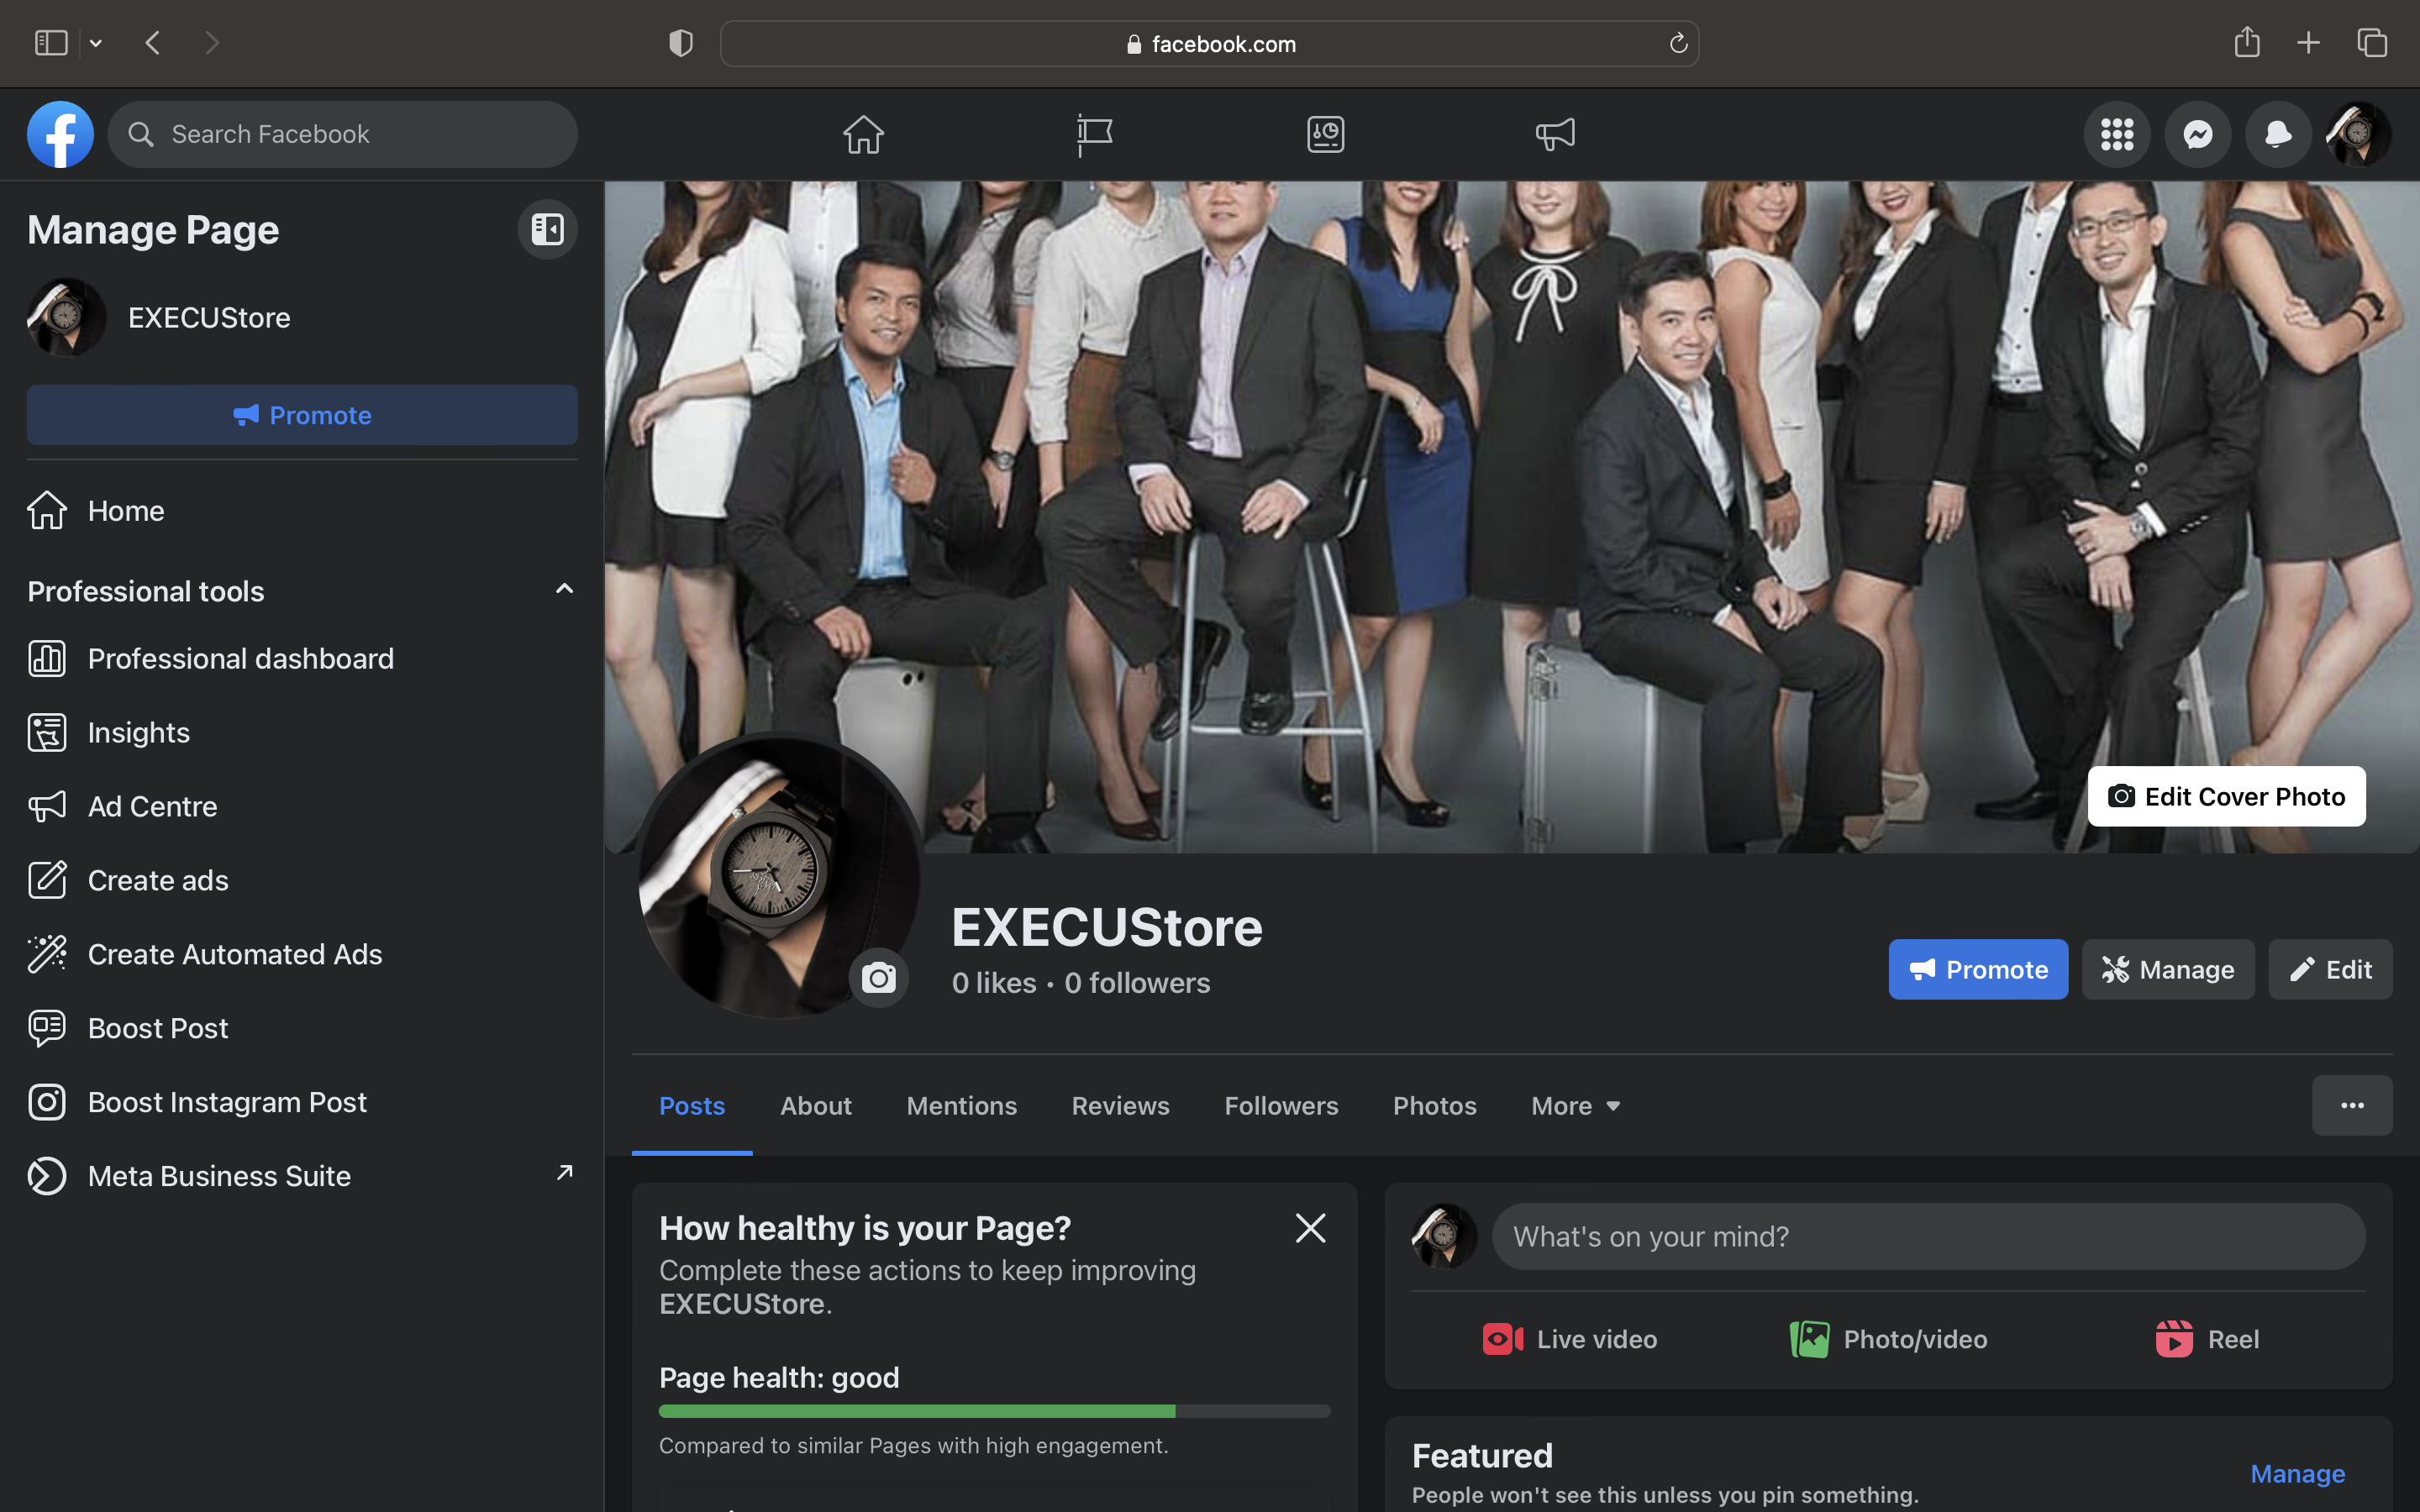 facebook.com
Search Facebook
Manage Page
EXECUStore
Promote
Home
Professional tools
Professional dashboard
Insights
Ad Centre
Create ads
Create Automated Ads
Boost Post
Boost Instagram Post
Meta Business Suite
Edit Cover Photo
EXECUStore
0 likes • 0 followers
Promote
Manage
Edit
Posts
About
Mentions
Reviews
Followers
Photos
More
How healthy is your Page?
Complete these actions to keep improving
EXECUStore.
Page health: good
Compared to similar Pages with high engagement.
What's on your mind?
Live video
Photo/video
Reel
Featured
Manage
People won't see this unless you pin something.